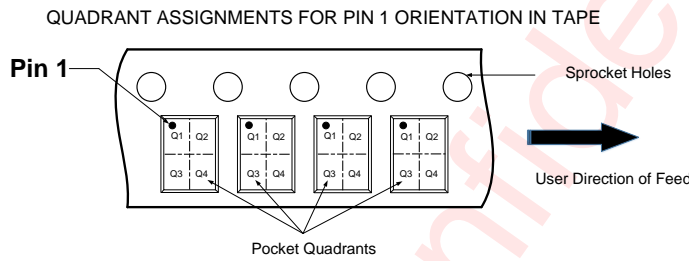 QUADRANT ASSIGNMENTS FOR PIN 1 ORIENTATION IN TAPE
Pin 1
Sprocket Holes
Q1 Q2 Q1 Q2 Q1 Q2 Q1 Q2
Q3 Q4 Q3 Q4 Q3 Q4 Q3 Q4
User Direction of Feed
Pocket Quadrants
nfide